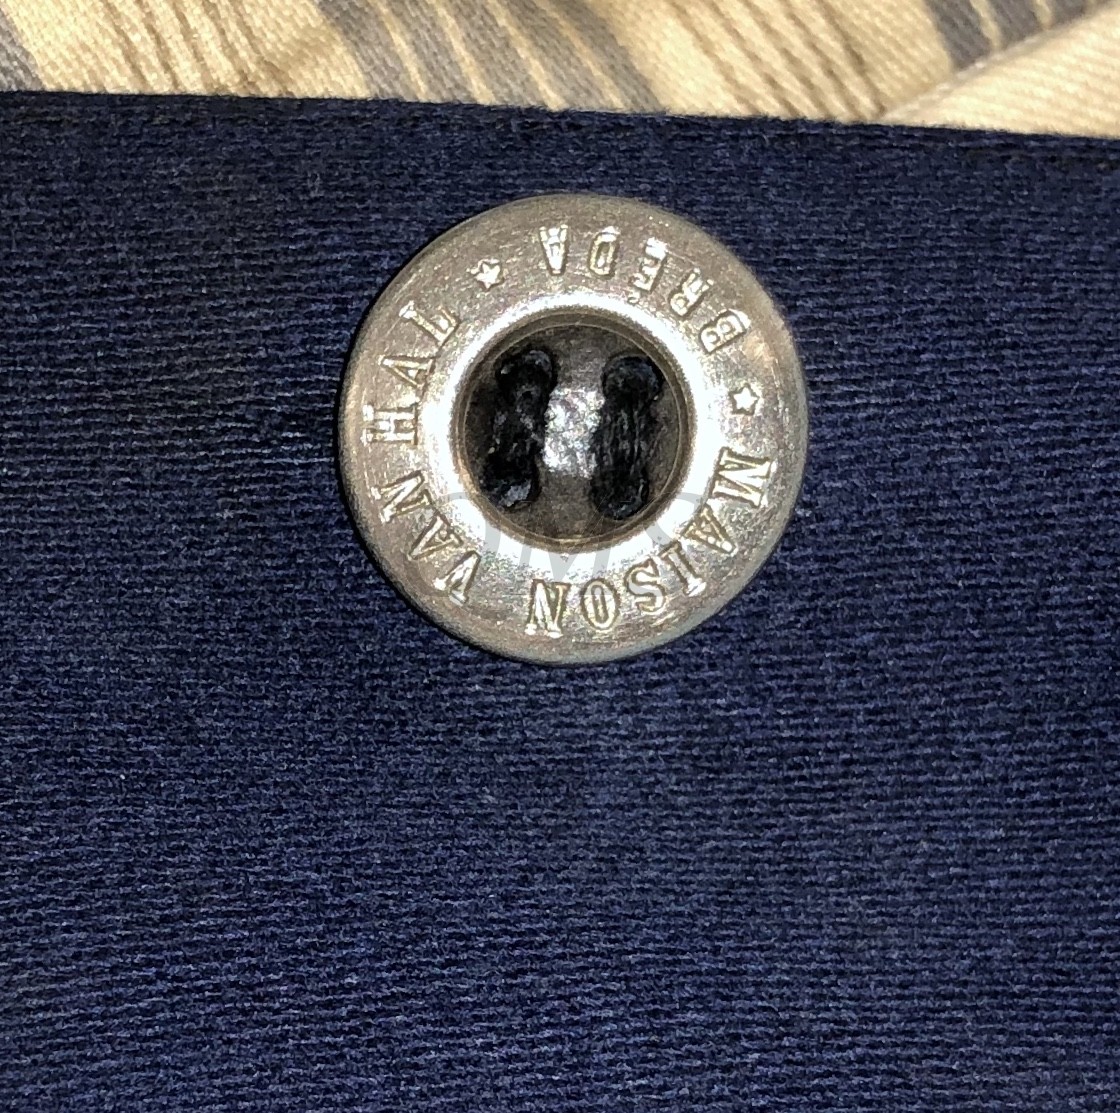 ★ MAISON VAN HAL ★ BREDA